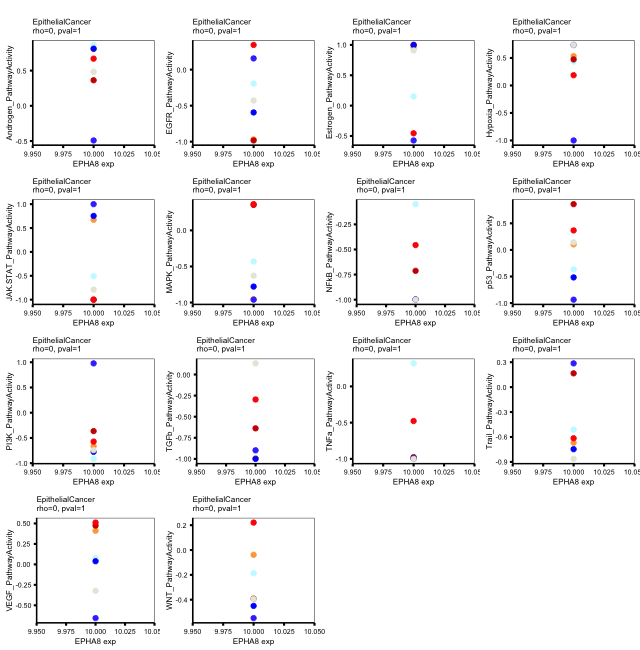 EpithelialCancer
rho=0, pval=1
Androgen_PathwayActivity
0.5
0.0
-0.5
9.950 9.975 10.000 10.025 10.05
EPHA8 exp
EpithelialCancer
rho=0, pval=1
EGFR_PathwayActivity
0.0
-0.5
-1.0
9.950 9.975 10.000 10.025 10.05
EPHA8 exp
EpithelialCancer
rho=0, pval=1
Estrogen_PathwayActivity
1.0
0.5
0.0
-0.5
9.950 9.975 10.000 10.025 10.05
EPHA8 exp
EpithelialCancer
rho=0, pval=1
Hypoxia_PathwayActivity
0.5
0.0
-0.5
-1.0
9.950 9.975 10.000 10.025 10.05
EPHA8 exp
EpithelialCancer
rho=0, pval=1
JAK.STAT_PathwayActivity
1.0
0.5
0.0
-0.5
-1.0
9.950 9.975 10.000 10.025 10.05
EPHA8 exp
EpithelialCancer
rho=0, pval=1
MAPK_PathwayActivity
0.0
-0.5
-1.0
9.950 9.975 10.000 10.025 10.05
EPHA8 exp
EpithelialCancer
rho=0, pval=1
NFkB_PathwayActivity
-0.25
-0.50
-0.75
-1.00
9.950 9.975 10.000 10.025 10.05
EPHA8 exp
EpithelialCancer
rho=0, pval=1
p53_PathwayActivity
0.5
0.0
-0.5
-1.0
9.950 9.975 10.000 10.025 10.05
EPHA8 exp
EpithelialCancer
rho=0, pval=1
PI3K_PathwayActivity
1.0
0.5
0.0
-0.5
-1.0
9.950 9.975 10.000 10.025 10.05
EPHA8 exp
EpithelialCancer
rho=0, pval=1
TGFb_PathwayActivity
0.00
-0.25
-0.50
-0.75
-1.00
9.950 9.975 10.000 10.025 10.05
EPHA8 exp
EpithelialCancer
rho=0, pval=1
TNFa_PathwayActivity
0.0
-0.5
-1.0
9.950 9.975 10.000 10.025 10.05
EPHA8 exp
EpithelialCancer
rho=0, pval=1
Trail_PathwayActivity
0.3
0.0
-0.3
-0.6
-0.9
9.950 9.975 10.000 10.025 10.05
EPHA8 exp
EpithelialCancer
rho=0, pval=1
VEGF_PathwayActivity
0.50
0.25
0.00
-0.25
-0.50
9.950 9.975 10.000 10.025 10.05
EPHA8 exp
EpithelialCancer
rho=0, pval=1
WNT_PathwayActivity
0.2
0.0
-0.2
-0.4
9.950 9.975 10.000 10.025 10.050
EPHA8 exp